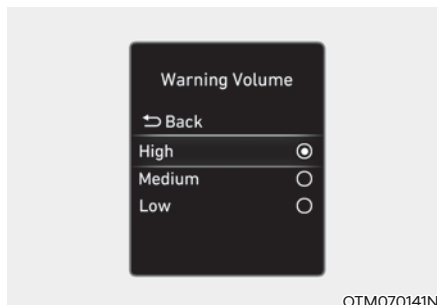 Warning Volume
Back
High
Medium
Low
OTM070141N